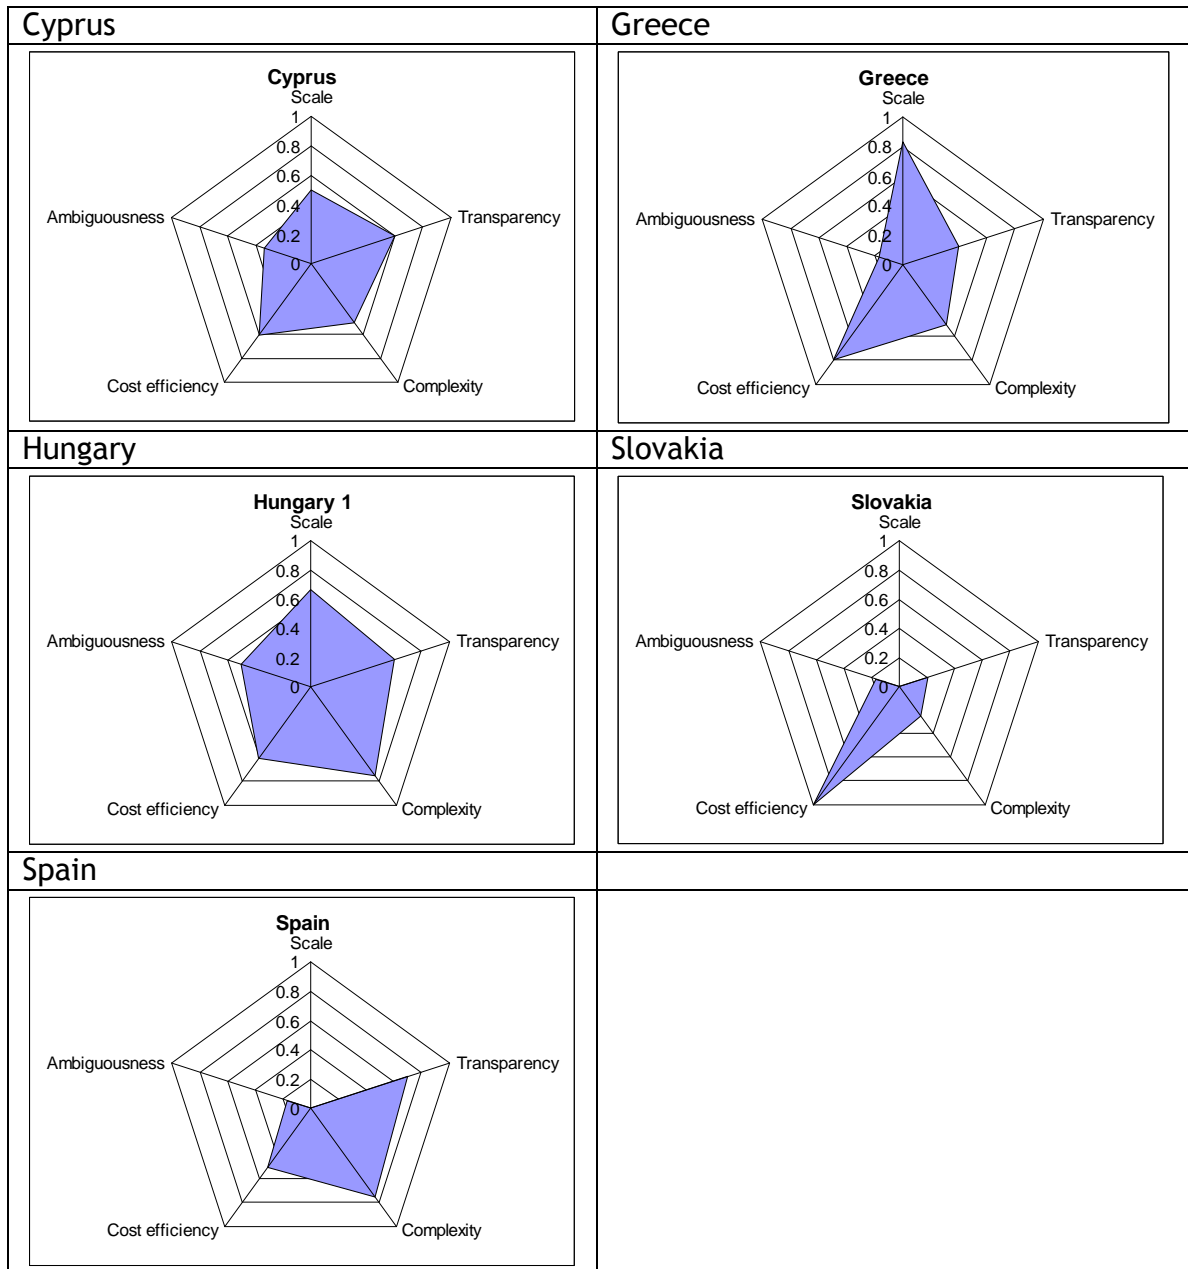 Cyprus
Greece
Cyprus
Scale
1
0.8
0.6
0.4
0.2
0
Ambiguousness
Transparency
Cost efficiency
Complexity
Greece
Scale
1
0.8
0.6
0.4
0.2
0
Ambiguousness
Transparency
Cost efficiency
Complexity
Hungary
Slovakia
Hungary 1
Scale
1
0.8
0.6
0.4
0.2
0
Ambiguousness
Transparency
Cost efficiency
Complexity
Slovakia
Scale
1
0.8
0.6
0.4
0.2
0
Ambiguousness
Transparency
Cost efficiency
Complexity
Spain
Spain
Scale
1
0.8
0.6
0.4
0.2
0
Ambiguousness
Transparency
Cost efficiency
Complexity